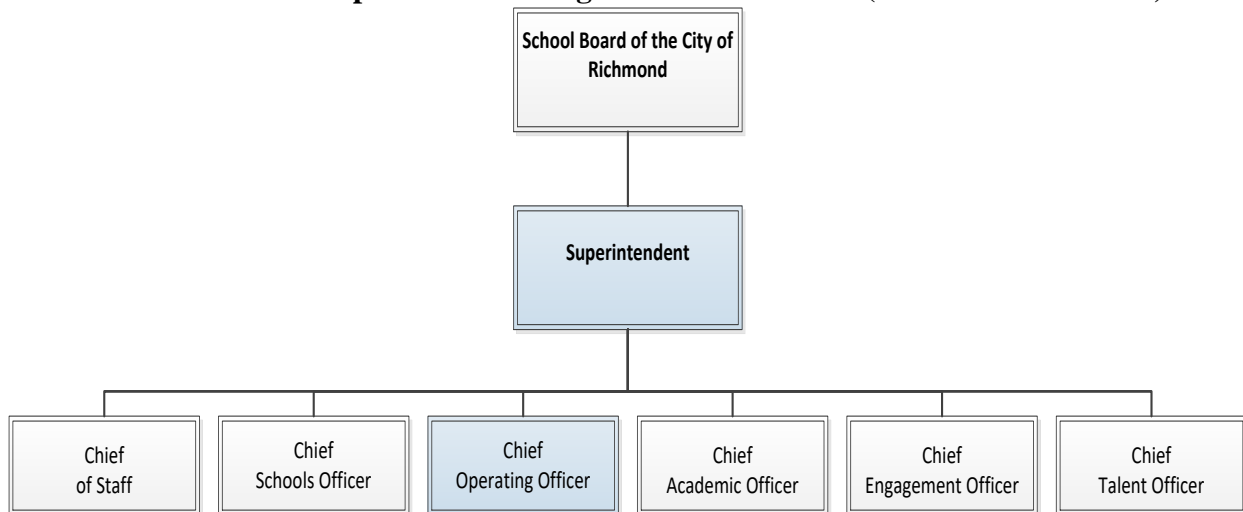 School Board of the City of
Richmond
Superintendent
Chief
of Staff
Chief
Schools Officer
Chief
Operating Officer
Chief
Academic Officer
Chief
Engagement Officer
Chief
Talent Officer